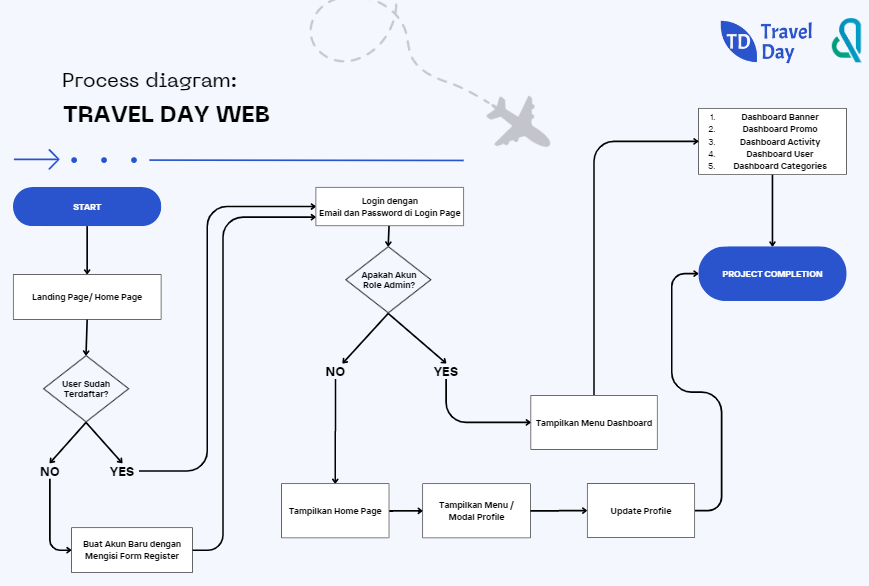 TD Travel
Day
Process diagram:
TRAVEL DAY WEB
1. Dashboard Banner
2. Dashboard Promo
3. Dashboard Activity
4. Dashboard User
5. Dashboard Categories
START
Login dengan
Email dan Password di Login Page
Landing Page/ Home Page
Apakah Akun
Role Admin?
PROJECT COMPLETION
User Sudah
Terdaftar?
NO
YES
NO
YES
Tampilkan Menu Dashboard
Buat Akun Baru dengan
Mengisi Form Register
Tampilkan Home Page
Tampilkan Menu /
Modal Profile
Update Profile